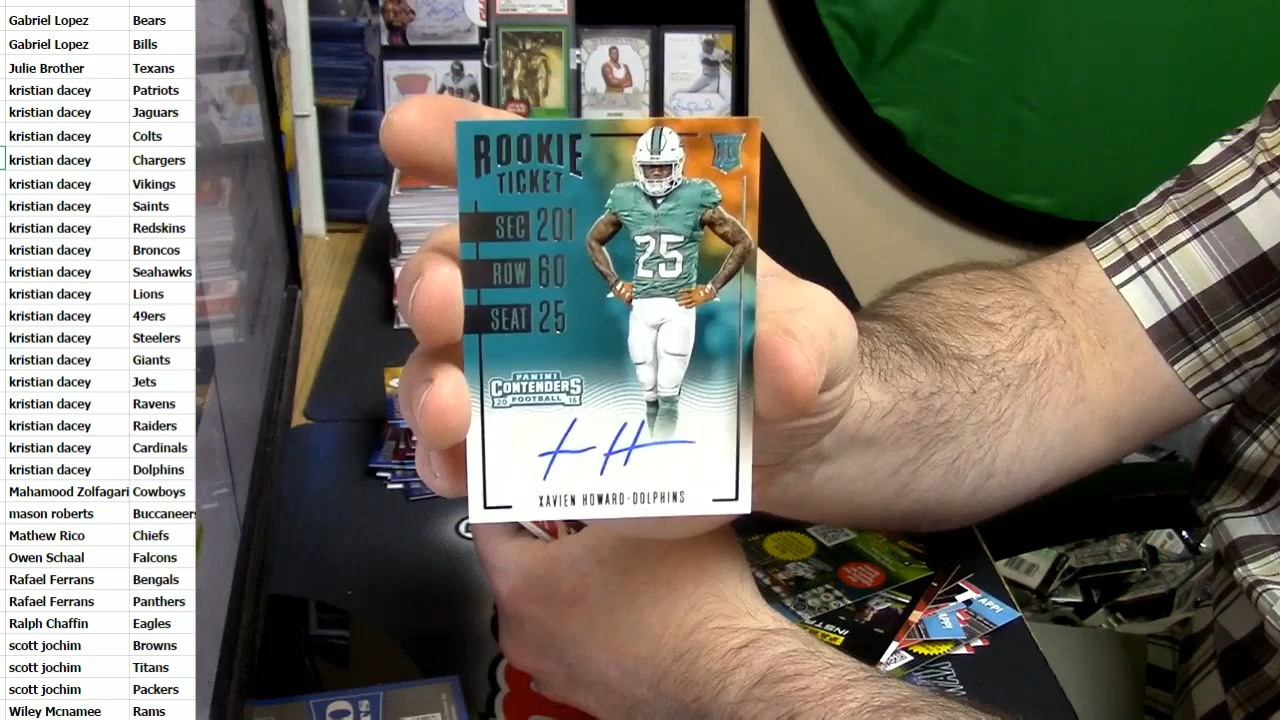 Gabriel Lopez Bears
Gabriel Lopez Bills
Julie Brother Texans
kristian dacey Patriots
kristian dacey Jaguars
kristian dacey Colts
kristian dacey Chargers
kristian dacey Vikings
kristian dacey Saints
kristian dacey Redskins
kristian dacey Broncos
kristian dacey Seahawks
kristian dacey Lions
kristian dacey 49ers
kristian dacey Steelers
kristian dacey Giants
kristian dacey Jets
kristian dacey Ravens
kristian dacey Raiders
kristian dacey Cardinals
kristian dacey Dolphins
Mahamood Zolfagari Cowboys
mason roberts Buccaneers
Mathew Rico Chiefs
Owen Schaal Falcons
Rafael Ferrans Bengals
Rafael Ferrans Panthers
Ralph Chaffin Eagles
scott jochim Browns
scott jochim Titans
scott jochim Packers
Wiley Mcnamee Rams
ROOKIE
TICKET
SEC 201
ROW 60
SEAT 25
25
PANINI
CONTENDERS
20 FOOTBALL 16
XAVIEN HOWARD·DOLPHINS